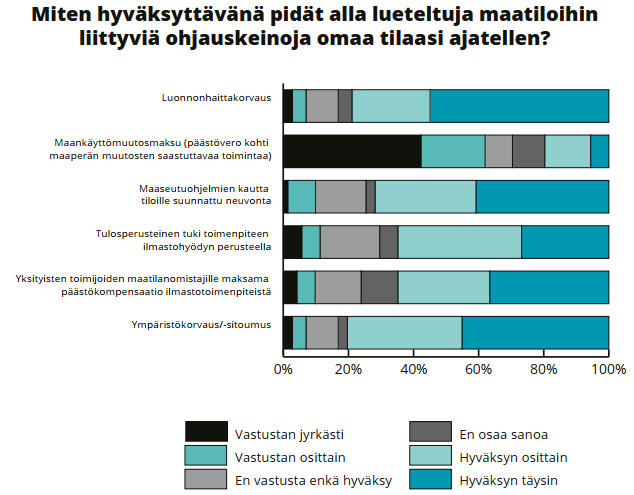 Miten hyväksyttävänä pidät alla lueteltuja maatiloihin
liittyviä ohjauskeinoja omaa tilaasi ajatellen?
Luonnonhaittakorvaus
Maankäyttömuutosmaksu (päästövero kohti
maaperän muutosten saastuttavaa toimintaa)
Maaseutuohjelmien kautta
tiloille suunnattu neuvonta
Tulosperusteinen tuki toimenpiteen
ilmastohyödyn perusteella
Yksityisten toimijoiden maatilanomistajille maksama
päästökompensaatio ilmastotoimenpiteistä
Ympäristökorvaus/-sitoumus
0% 20% 40% 60% 80% 100%
Vastustan jyrkästi
Vastustan osittain
En vastusta enkä hyväksy
En osaa sanoa
Hyväksyn osittain
Hyväksyn täysin